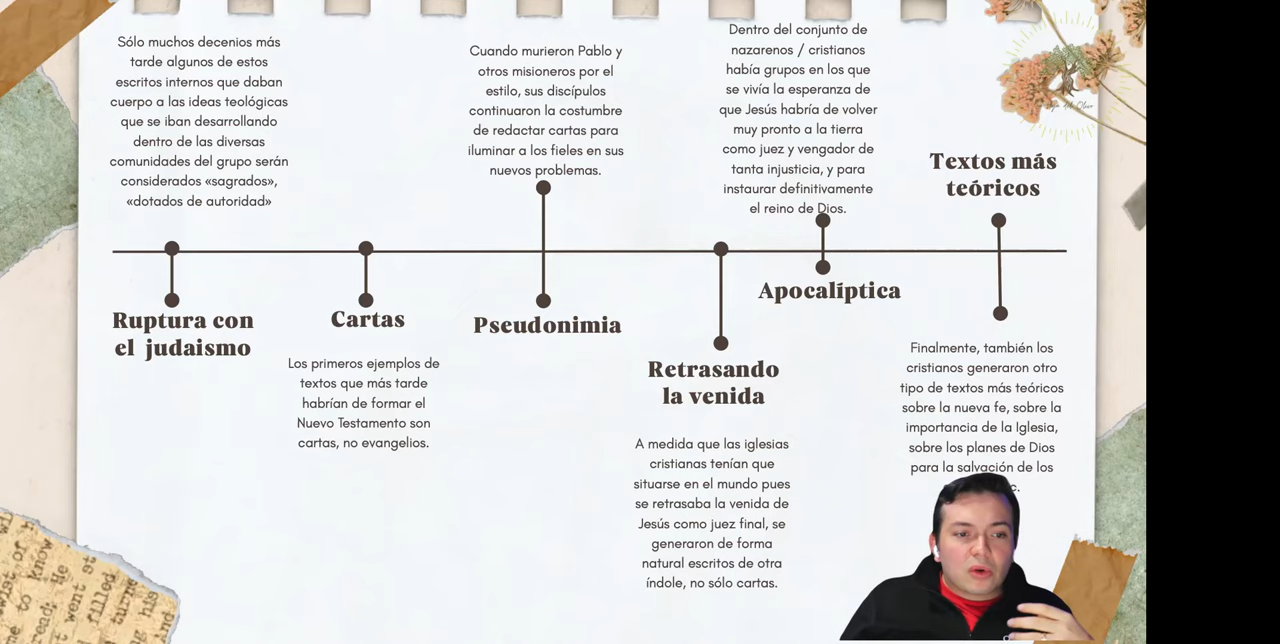 Sólo muchos decenios más
tarde algunos de estos
escritos internos que daban
cuerpo a las ideas teológicas
que se iban desarrollando
dentro de las diversas
comunidades del grupo serán
considerados «sagrados»,
«dotados de autoridad»
Ruptura con
el judaismo
Cartas
Los primeros ejemplos de
textos que más tarde
habrían de formar el
Nuevo Testamento son
cartas, no evangelios.
Cuando murieron Pablo y
otros misioneros por el
estilo, sus discípulos
continuaron la costumbre
de redactar cartas para
iluminar a los fieles en sus
nuevos problemas.
Pseudonimia
Retrasando
la venida
A medida que las iglesias
cristianas tenían que
situarse en el mundo pues
se retrasaba la venida de
Jesús como juez final, se
generaron de forma
natural escritos de otra
índole, no sólo cartas.
Dentro del conjunto de
nazarenos / cristianos
había grupos en los que
se vivía la esperanza de
que Jesús habría de volver
muy pronto a la tierra
como juez y vengador de
tanta injusticia, y para
instaurar definitivamente
el reino de Dios.
Apocalíptica
Textos más
teóricos
Finalmente, también los
cristianos generaron otro
tipo de textos más teóricos
sobre la nueva fe, sobre la
importancia de la Iglesia,
sobre los planes de Dios
para la salvación de los